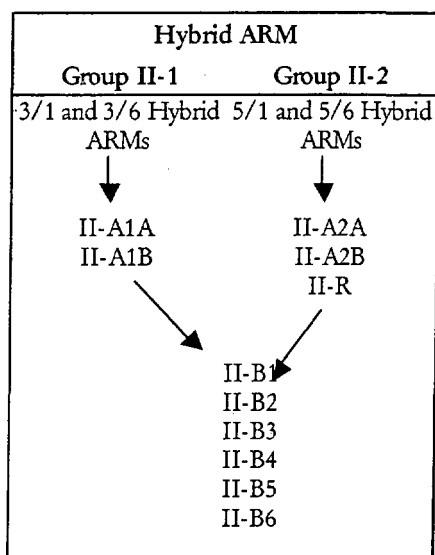 Hybrid ARM
Group II-1 Group II-2
3/1 and 3/6 Hybrid ARMs 5/1 and 5/6 Hybrid ARMs
II-A1A II-A2A
II-A1B II-A2B
II-R
II-B1
II-B2
II-B3
II-B4
II-B5
II-B6